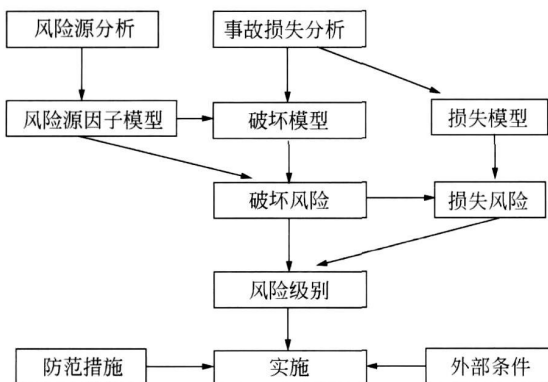 风险源分析
事故损失分析
风险源因子模型
破坏模型
损失模型
破坏风险
损失风险
风险级别
防范措施
实施
外部条件